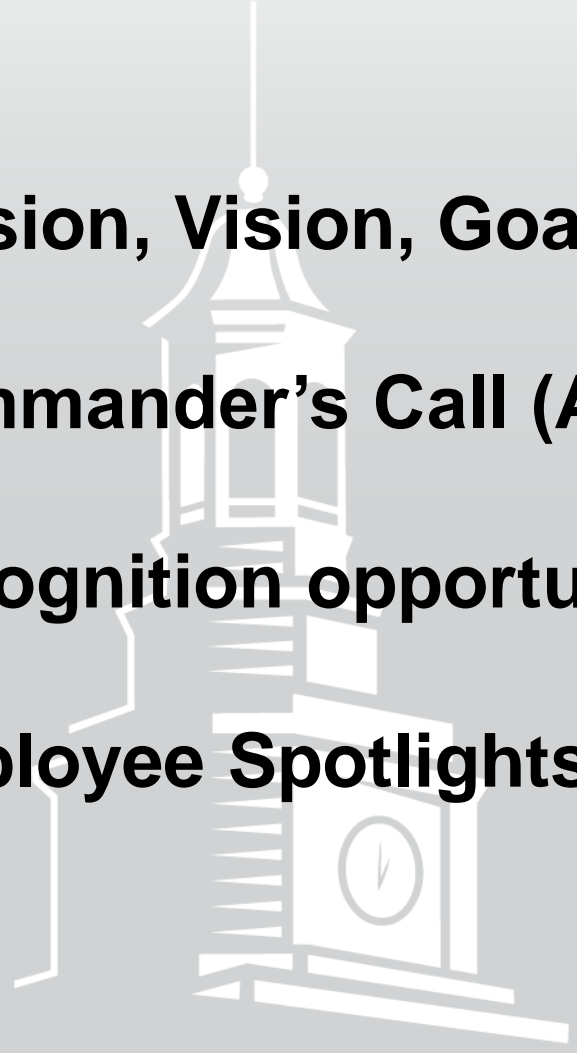 sion, Vision, Goa
mmander’s Call (A
ognition opportu
ployee Spotlights